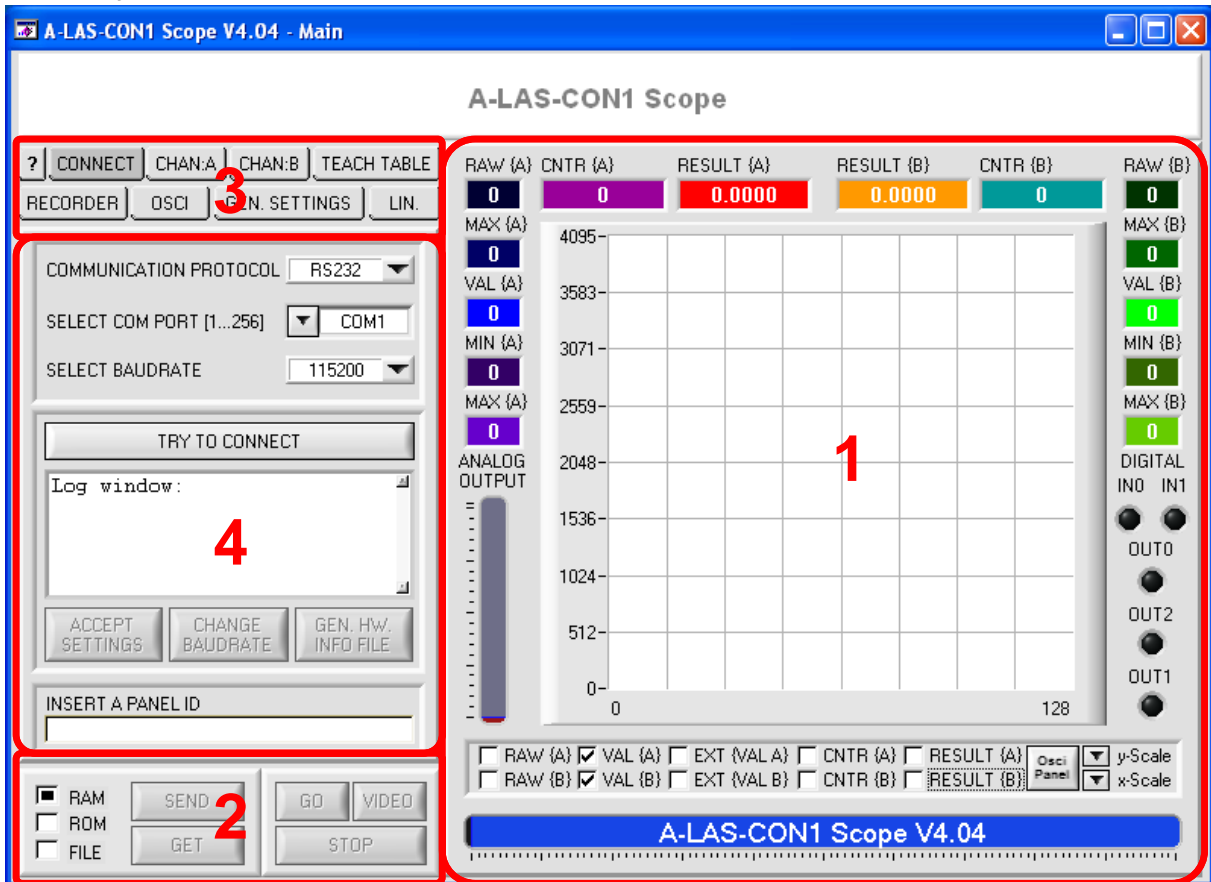 A-LAS-CON1 Scope V4.04 - Main
A-LAS-CON1 Scope
? CONNECT CHAN:A CHAN:B TEACH TABLE
RECORDER OSCI GEN. SETTINGS LIN.
3
COMMUNICATION PROTOCOL RS232
SELECT COM PORT [1...256] COM1
SELECT BAUDRATE 115200
TRY TO CONNECT
Log window:
4
ACCEPT SETTINGS
CHANGE BAUDRATE
GEN. HW. INFO FILE
INSERT A PANEL ID
RAM
ROM
FILE
SEND
GET
2
GO VIDEO
STOP
RAW {A} CNTR {A} RESULT {A} RESULT {B} CNTR {B} RAW {B}
0 0 0.0000 0.0000 0 0
MAX {A}
0
VAL {A}
0
MIN {A}
0
MAX {A}
0
ANALOG
OUTPUT
4095
3583
3071
2559
2048
1536
1024
512
0
0 128
1
MAX {B}
0
VAL {B}
0
MIN {B}
0
MAX {B}
0
DIGITAL
IN0 IN1
OUT0
OUT2
OUT1
RAW {A} VAL {A} EXT {VAL A} CNTR {A} RESULT {A}
RAW {B} VAL {B} EXT {VAL B} CNTR {B} RESULT {B}
Osci
Panel
y-Scale
x-Scale
A-LAS-CON1 Scope V4.04